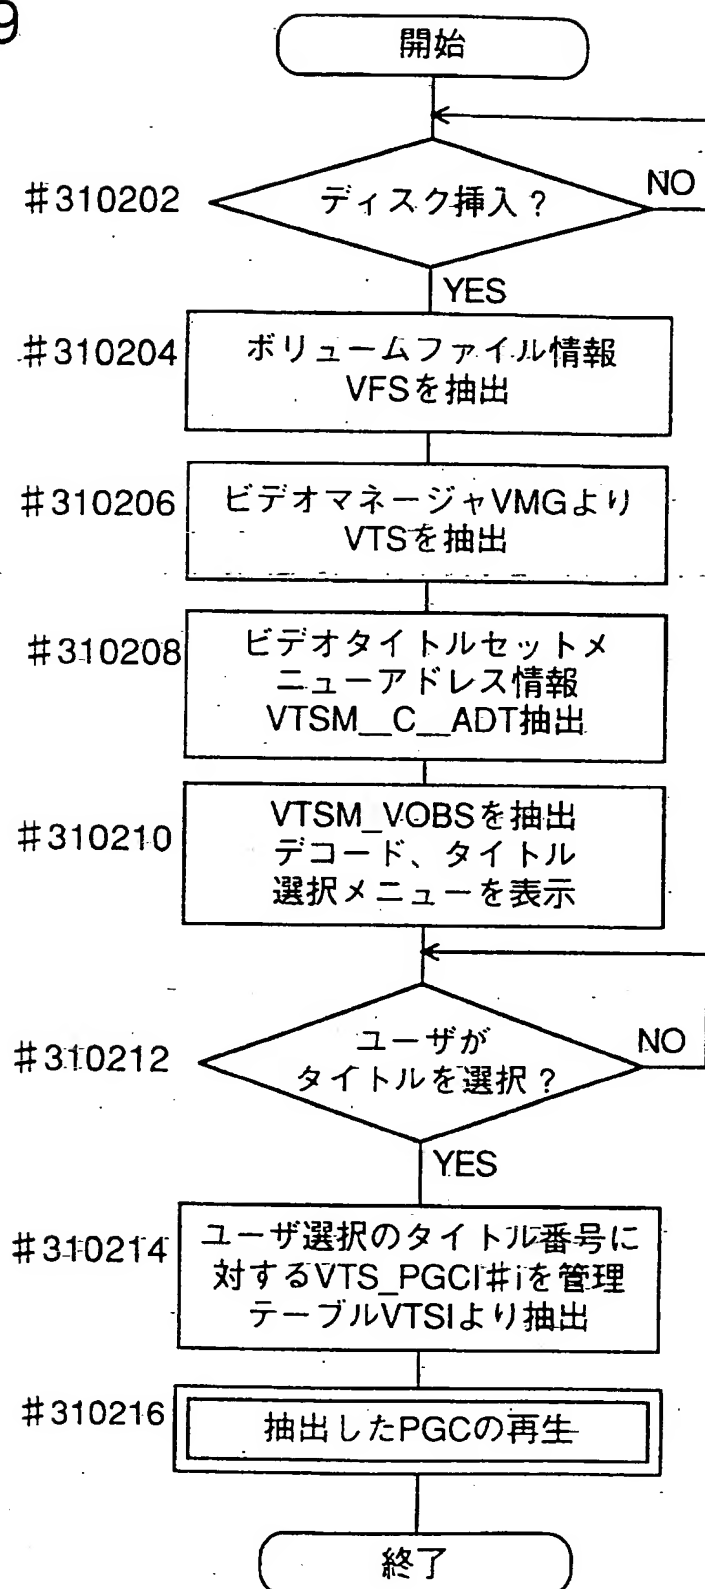 9
開始
#310202
ディスク挿入？
NO
YES
#310204
ボリュームファイル情報
VFSを抽出
#310206
ビデオマネージャVMGより
VTSを抽出
#310208
ビデオタイトルセットメ
ニューアドレス情報
VTSM__C__ADT抽出
#310210
VTSM_VOBSを抽出
デコード、タイトル
選択メニューを表示
#310212
ユーザが
タイトルを選択？
NO
YES
#310214
ユーザ選択のタイトル番号に
対するVTS_PGCI#iを管理
テーブルVTSIより抽出
#310216
抽出したPGCの再生
終了